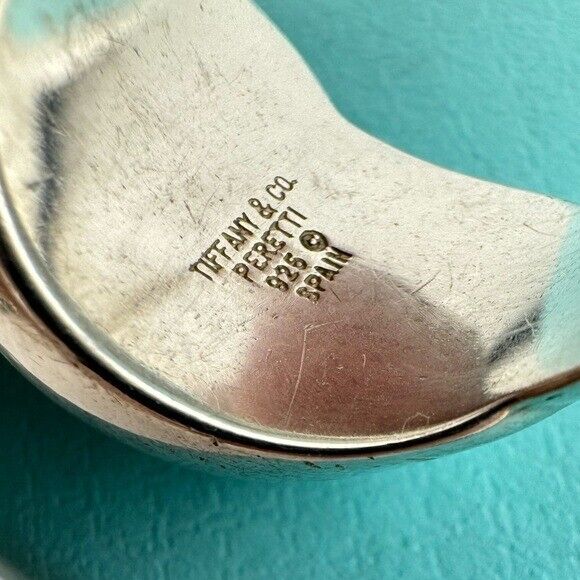 TIFFANY & CO.
PERETTI
925 ©
SPAIN